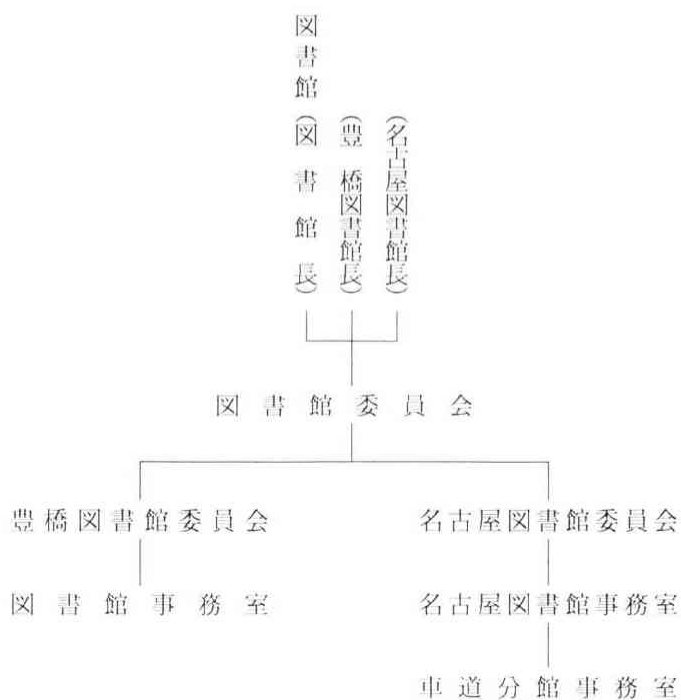 (名古屋図書館長)
(豊橋図書館長)
図書館(図書館長)
図書館委員会
豊橋図書館委員会
名古屋図書館委員会
図書館事務室
名古屋図書館事務室
車道分館事務室